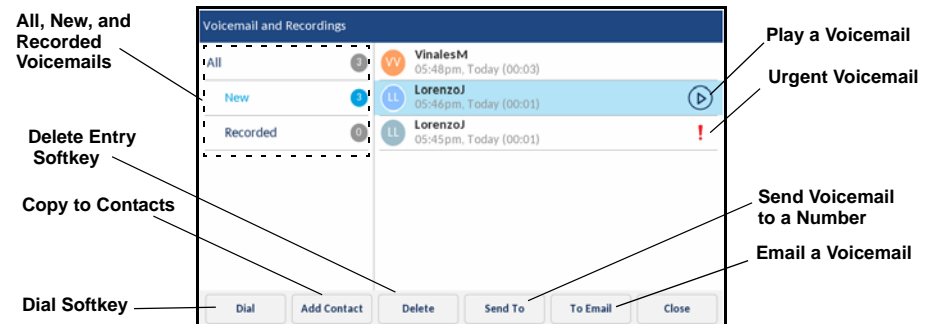 All, New, and
Recorded
Voicemails
Delete Entry
Softkey
Copy to Contacts
Dial Softkey
Voicemail and Recordings
All 3
New 3
Recorded 0
VV VinalesM
05:48pm, Today (00:03)
LL LorenzoJ
05:46pm, Today (00:01)
LL LorenzoJ
05:45pm, Today (00:01) !
Dial Add Contact Delete Send To To Email Close
Play a Voicemail
Urgent Voicemail
Send Voicemail
to a Number
Email a Voicemail